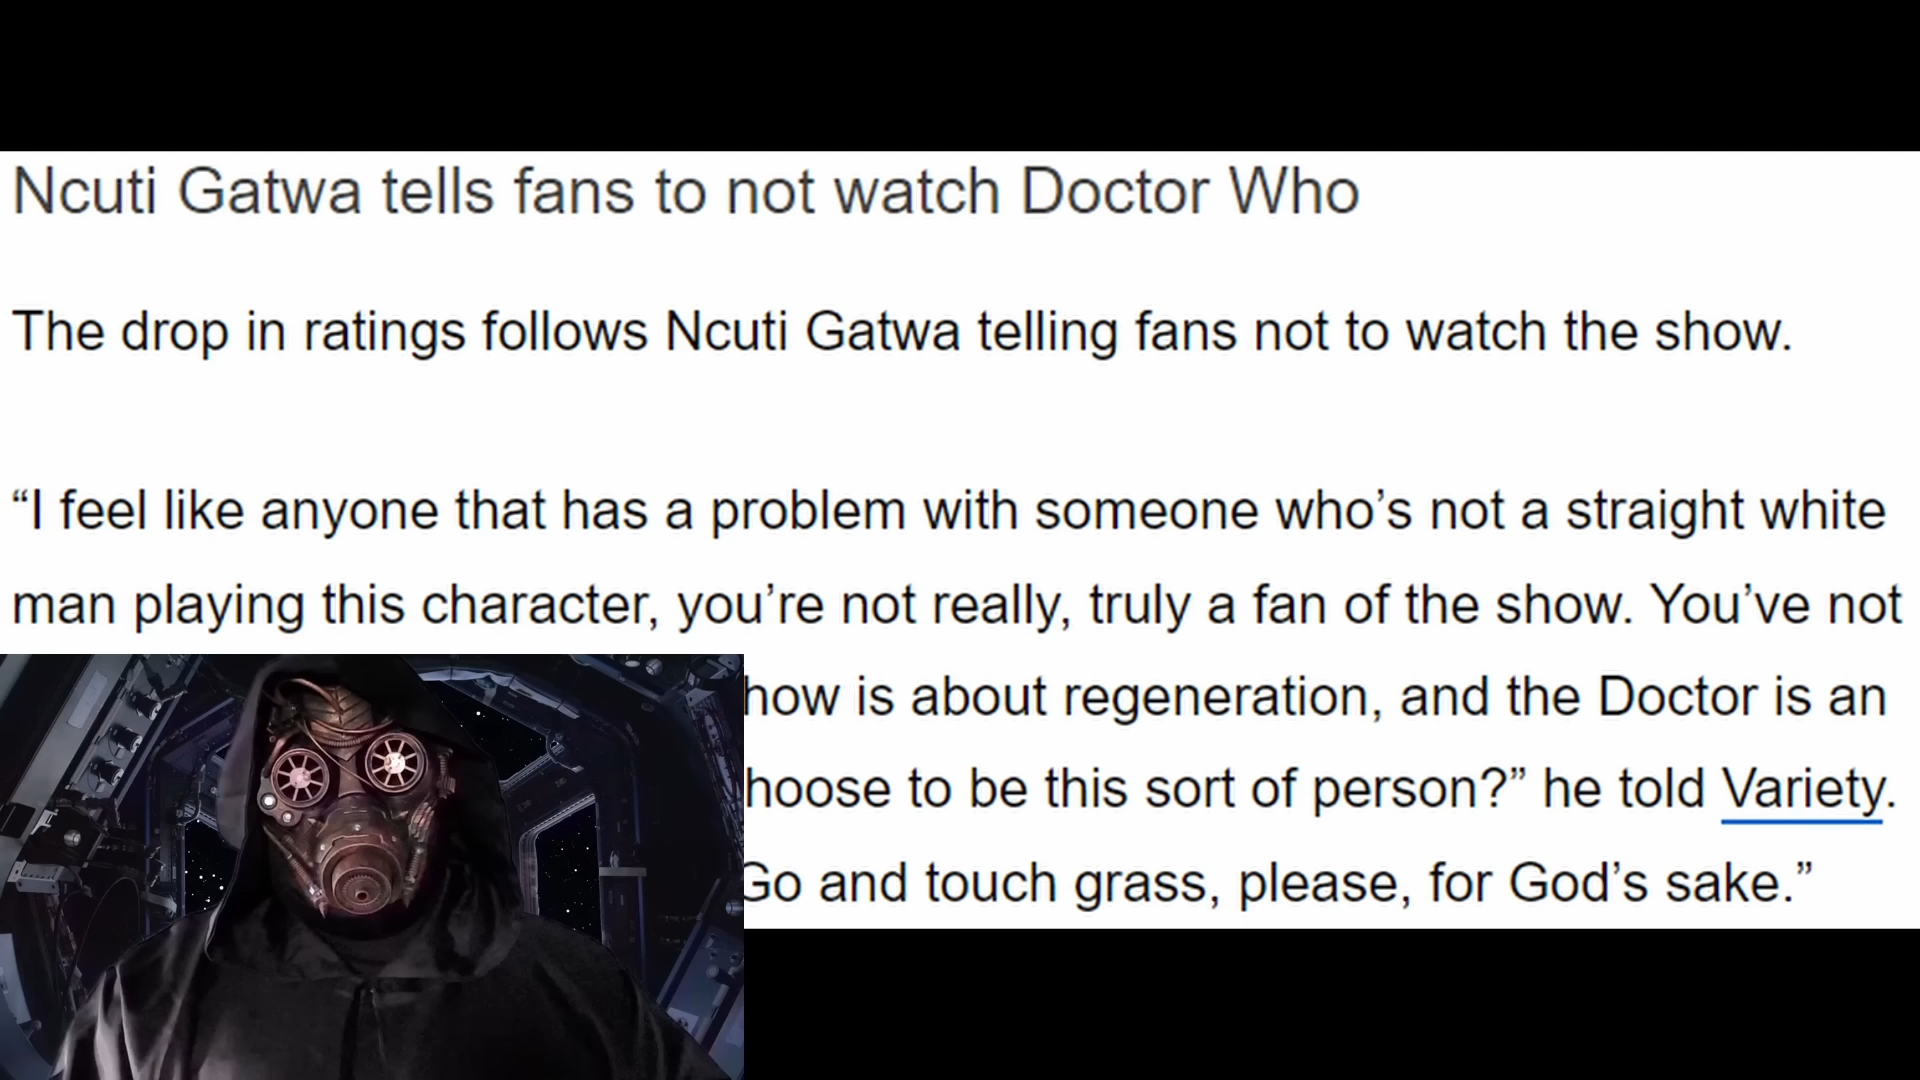 Ncuti Gatwa tells fans to not watch Doctor Who
The drop in ratings follows Ncuti Gatwa telling fans not to watch the show.
“I feel like anyone that has a problem with someone who’s not a straight white
man playing this character, you’re not really, truly a fan of the show. You’ve not
how is about regeneration, and the Doctor is an
hoose to be this sort of person?” he told Variety.
Go and touch grass, please, for God’s sake.”